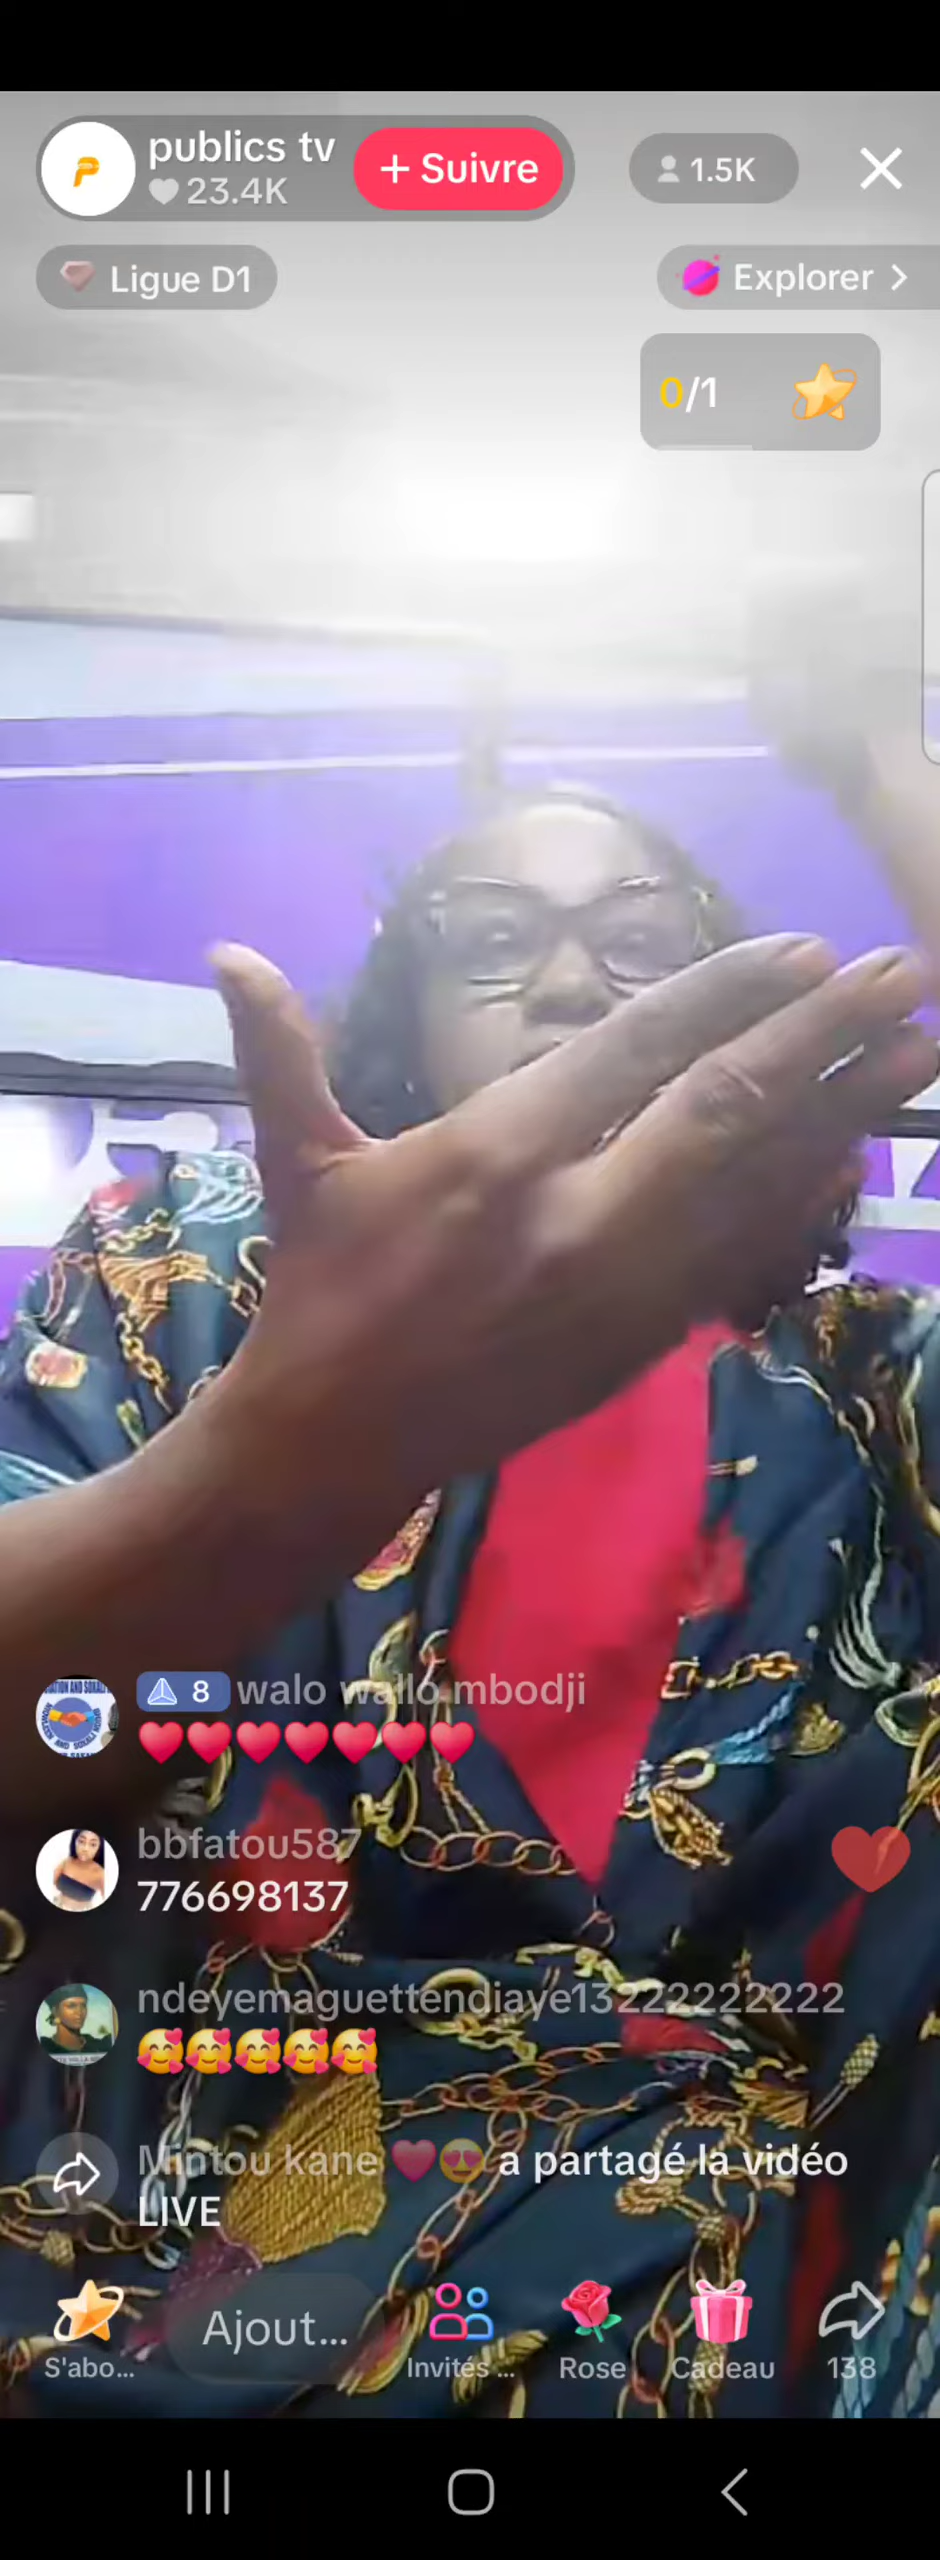 publics tv
23.4K
+ Suivre
1.5K
Ligue D1
Explorer
0/1
8 walo wallo mbodji
❤️❤️❤️❤️❤️❤️❤️
bbfatou587
776698137
ndeyemaguettendiaye13222222222
🥰🥰🥰🥰🥰
Mintou kane ❤️😍 a partagé la vidéo
LIVE
Ajout...
S'abo...
Invités ...
Rose
Cadeau
138